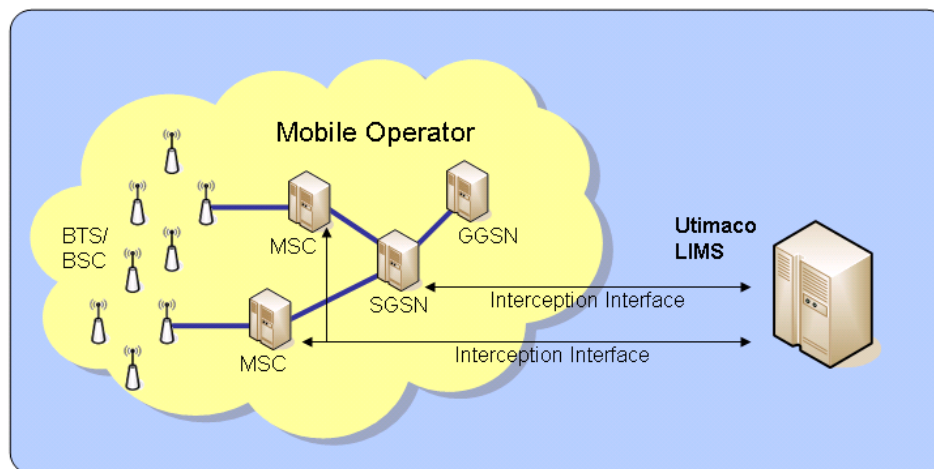 Mobile Operator
BTS/
BSC
MSC
GGSN
SGSN
MSC
Utimaco
LIMS
Interception Interface
Interception Interface